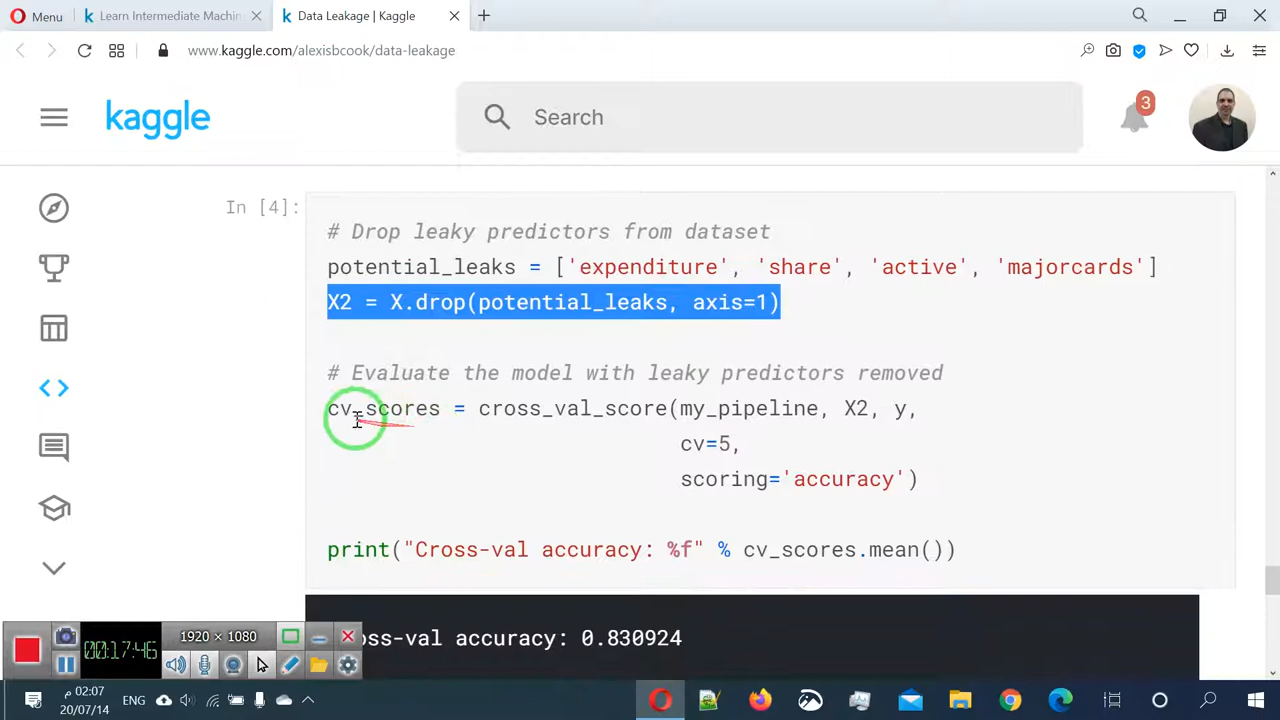 Menu
Learn Intermediate Machin
Data Leakage | Kaggle
www.kaggle.com/alexisbcook/data-leakage
kaggle
Search
3
In [4]:
# Drop leaky predictors from dataset
potential_leaks = ['expenditure', 'share', 'active', 'majorcards']
X2 = X.drop(potential_leaks, axis=1)
# Evaluate the model with leaky predictors removed
cv_scores = cross_val_score(my_pipeline, X2, y,
cv=5,
scoring='accuracy')
print("Cross-val accuracy: %f" % cv_scores.mean())
oss-val accuracy: 0.830924
00:17:46
1920 × 1080
02:07 م
20/07/14
ENG